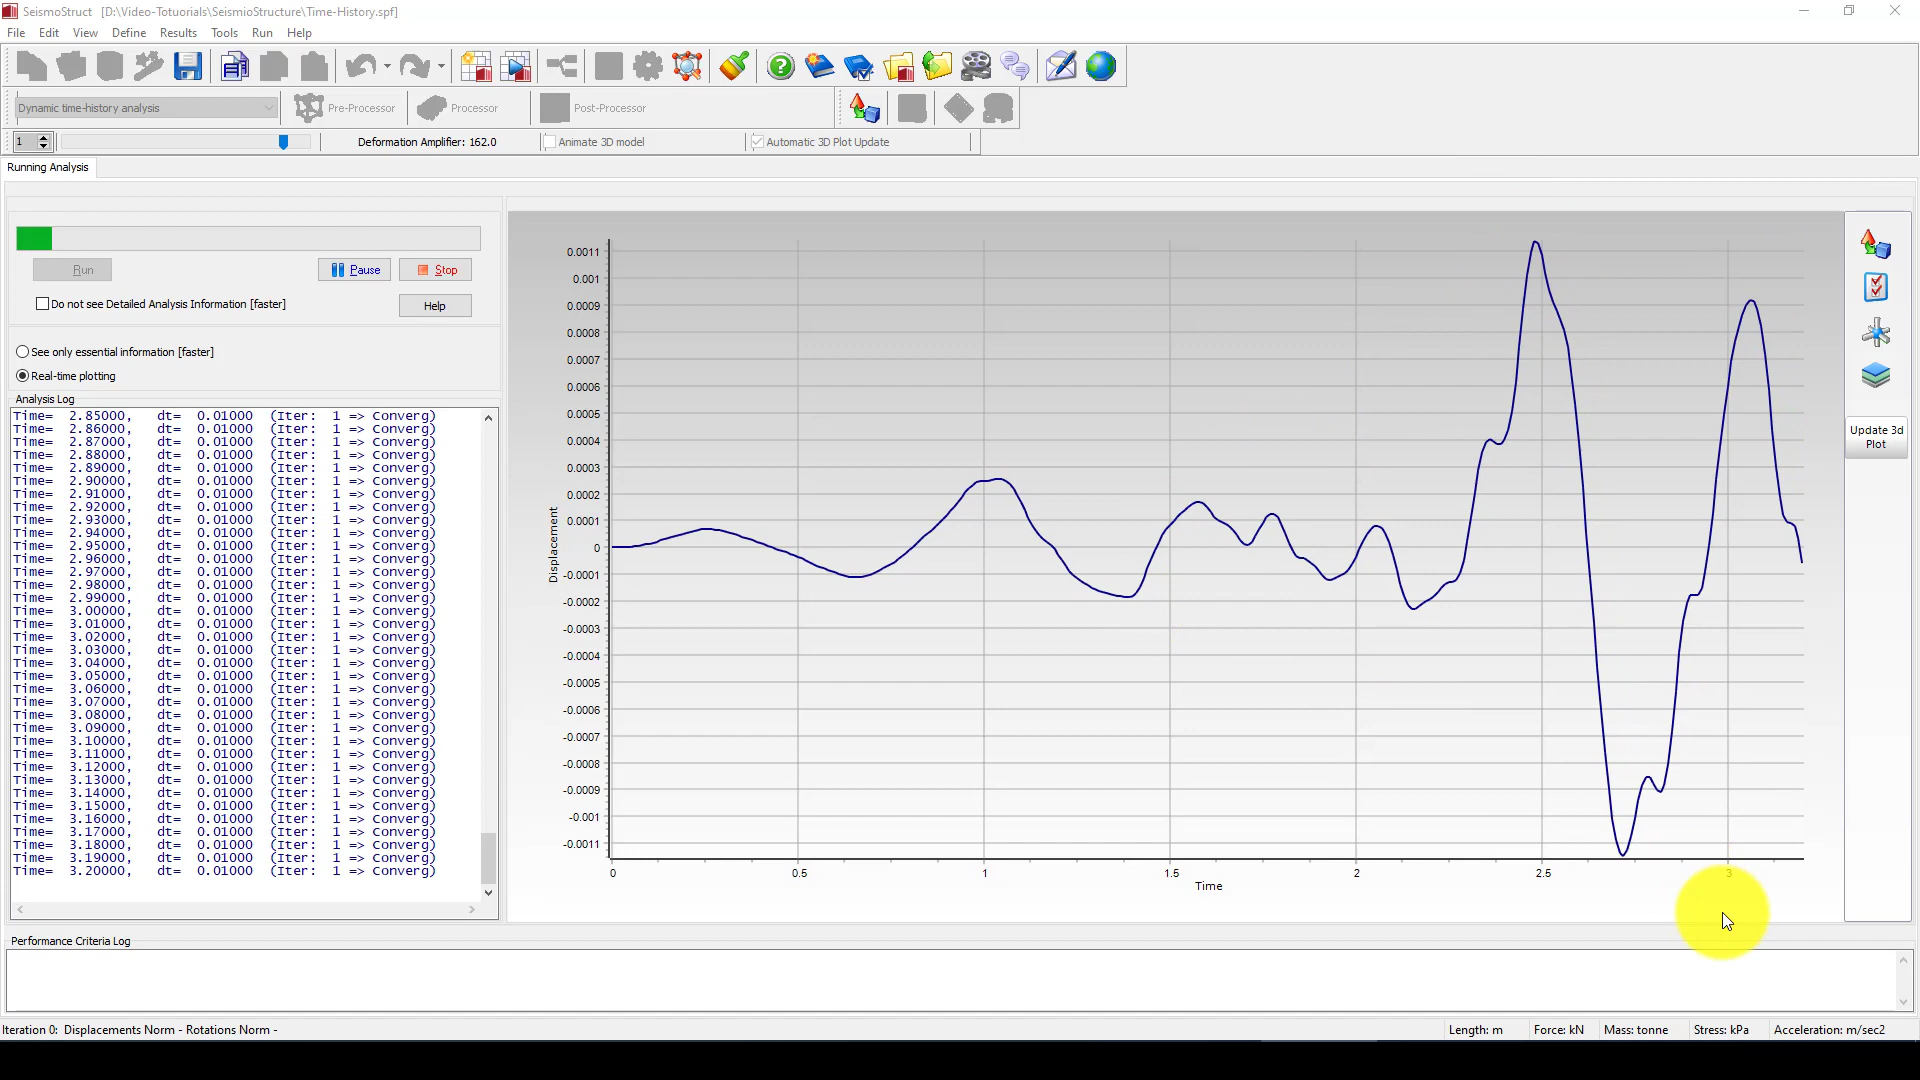 SeismoStruct [D:\Video-Totuorials\SeismioStructure\Time-History.spf]
File Edit View Define Results Tools Run Help
Dynamic time-history analysis Pre-Processor Processor Post-Processor
1 Deformation Amplifier: 162.0 Animate 3D model Automatic 3D Plot Update
Running Analysis
Run Pause Stop
Do not see Detailed Analysis Information [faster] Help
See only essential information [faster]
Real-time plotting
Analysis Log
Time= 2.85000, dt= 0.01000 (Iter: 1 => Converg)
Time= 2.86000, dt= 0.01000 (Iter: 1 => Converg)
Time= 2.87000, dt= 0.01000 (Iter: 1 => Converg)
Time= 2.88000, dt= 0.01000 (Iter: 1 => Converg)
Time= 2.89000, dt= 0.01000 (Iter: 1 => Converg)
Time= 2.90000, dt= 0.01000 (Iter: 1 => Converg)
Time= 2.91000, dt= 0.01000 (Iter: 1 => Converg)
Time= 2.92000, dt= 0.01000 (Iter: 1 => Converg)
Time= 2.93000, dt= 0.01000 (Iter: 1 => Converg)
Time= 2.94000, dt= 0.01000 (Iter: 1 => Converg)
Time= 2.95000, dt= 0.01000 (Iter: 1 => Converg)
Time= 2.96000, dt= 0.01000 (Iter: 1 => Converg)
Time= 2.97000, dt= 0.01000 (Iter: 1 => Converg)
Time= 2.98000, dt= 0.01000 (Iter: 1 => Converg)
Time= 2.99000, dt= 0.01000 (Iter: 1 => Converg)
Time= 3.00000, dt= 0.01000 (Iter: 1 => Converg)
Time= 3.01000, dt= 0.01000 (Iter: 1 => Converg)
Time= 3.02000, dt= 0.01000 (Iter: 1 => Converg)
Time= 3.03000, dt= 0.01000 (Iter: 1 => Converg)
Time= 3.04000, dt= 0.01000 (Iter: 1 => Converg)
Time= 3.05000, dt= 0.01000 (Iter: 1 => Converg)
Time= 3.06000, dt= 0.01000 (Iter: 1 => Converg)
Time= 3.07000, dt= 0.01000 (Iter: 1 => Converg)
Time= 3.08000, dt= 0.01000 (Iter: 1 => Converg)
Time= 3.09000, dt= 0.01000 (Iter: 1 => Converg)
Time= 3.10000, dt= 0.01000 (Iter: 1 => Converg)
Time= 3.11000, dt= 0.01000 (Iter: 1 => Converg)
Time= 3.12000, dt= 0.01000 (Iter: 1 => Converg)
Time= 3.13000, dt= 0.01000 (Iter: 1 => Converg)
Time= 3.14000, dt= 0.01000 (Iter: 1 => Converg)
Time= 3.15000, dt= 0.01000 (Iter: 1 => Converg)
Time= 3.16000, dt= 0.01000 (Iter: 1 => Converg)
Time= 3.17000, dt= 0.01000 (Iter: 1 => Converg)
Time= 3.18000, dt= 0.01000 (Iter: 1 => Converg)
Time= 3.19000, dt= 0.01000 (Iter: 1 => Converg)
Time= 3.20000, dt= 0.01000 (Iter: 1 => Converg)
Displacement
0.0011
0.001
0.0009
0.0008
0.0007
0.0006
0.0005
0.0004
0.0003
0.0002
0.0001
0
-0.0001
-0.0002
-0.0003
-0.0004
-0.0005
-0.0006
-0.0007
-0.0008
-0.0009
-0.001
-0.0011
0 0.5 1 1.5 2 2.5 3
Time
Update 3d
Plot
Performance Criteria Log
Iteration 0: Displacements Norm - Rotations Norm - Length: m Force: kN Mass: tonne Stress: kPa Acceleration: m/sec2